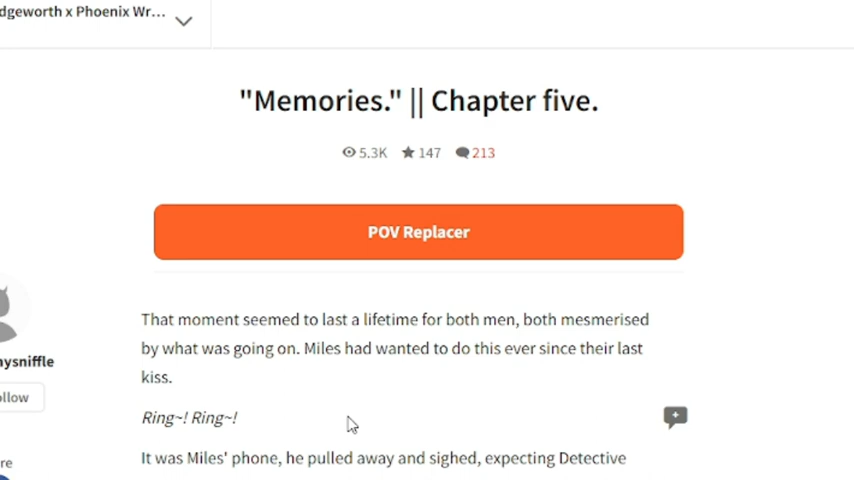 dgeworth x Phoenix Wr...
"Memories." || Chapter five.
5.3K 147 213
POV Replacer
That moment seemed to last a lifetime for both men, both mesmerised
by what was going on. Miles had wanted to do this ever since their last
kiss.
nysniffle
ollow
Ring~! Ring~!
re
It was Miles' phone, he pulled away and sighed, expecting Detective